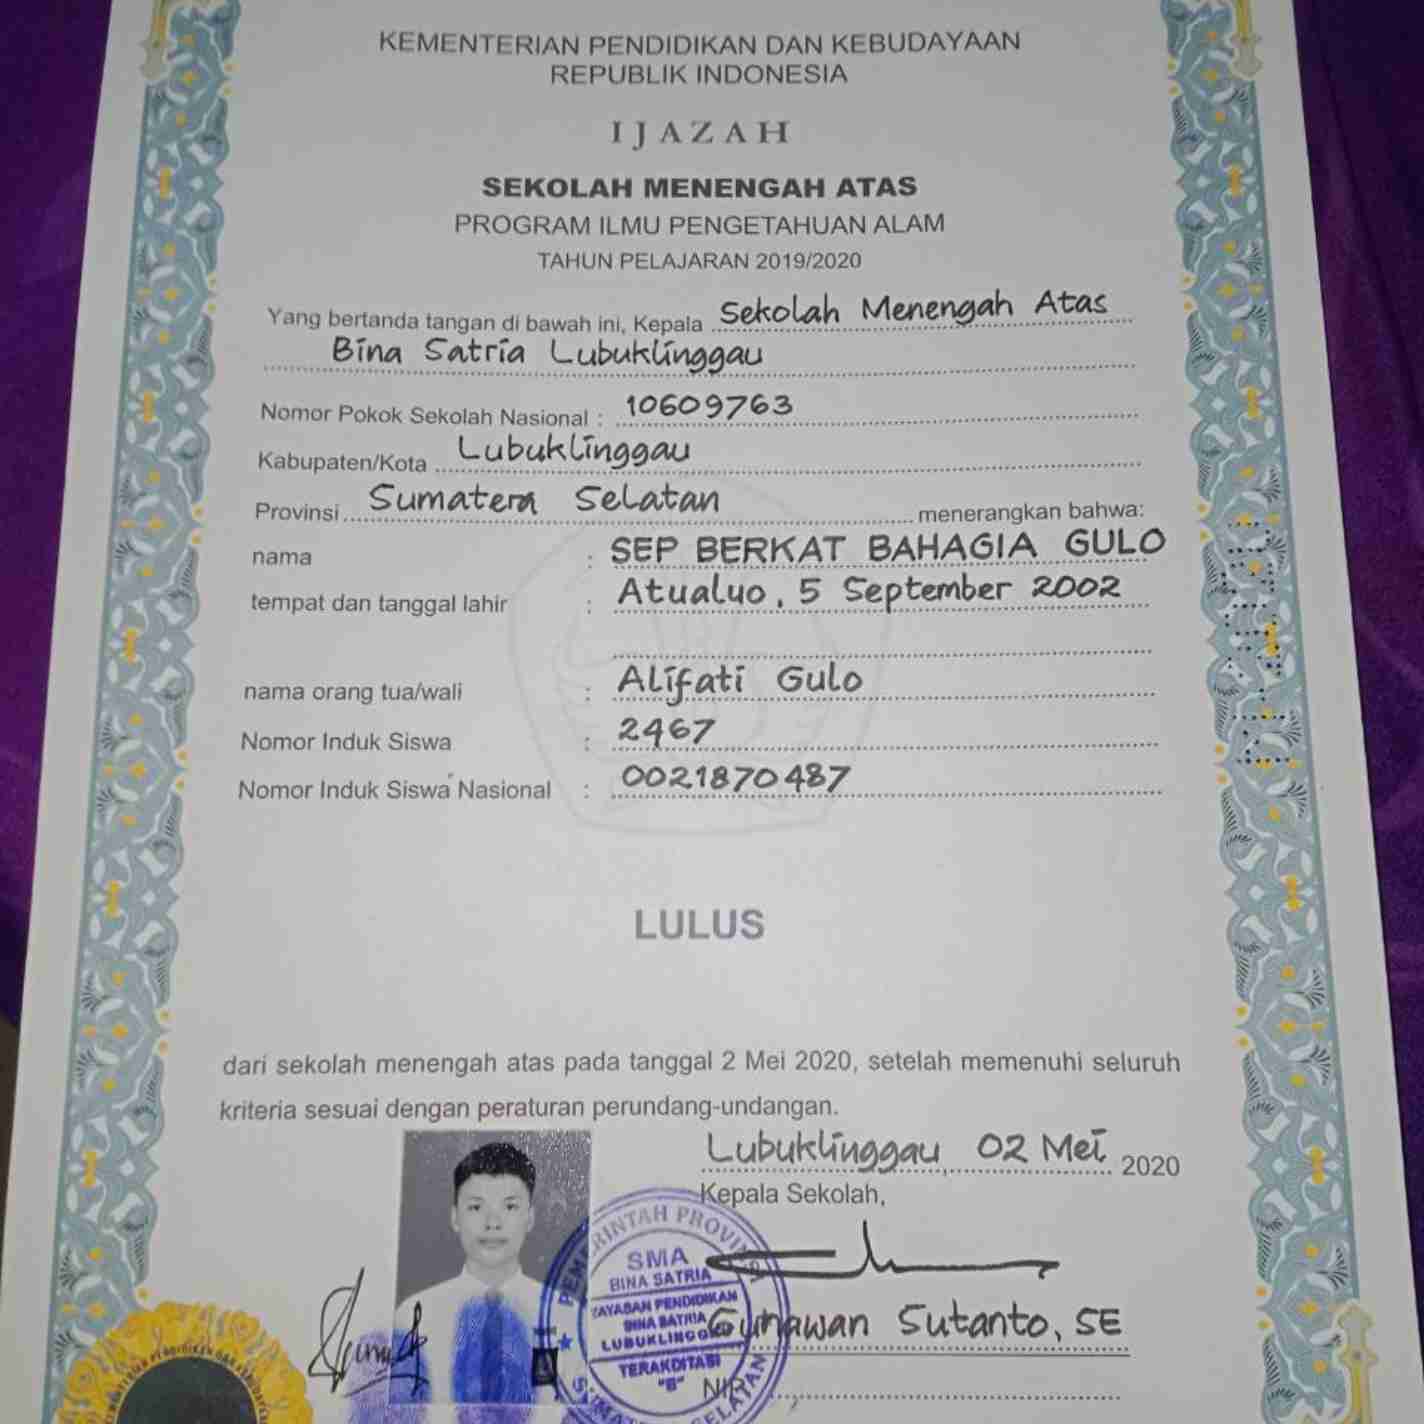 KEMENTERIAN PENDIDIKAN DAN KEBUDAYAAN
REPUBLIK INDONESIA
IJAZAH
SEKOLAH MENENGAH ATAS
PROGRAM ILMU PENGETAHUAN ALAM
TAHUN PELAJARAN 2019/2020
Yang bertanda tangan di bawah ini, Kepala Sekolah Menengah Atas
Bina Satria Lubuklinggau
Nomor Pokok Sekolah Nasional : 10609763
Kabupaten/Kota Lubuklinggau
Provinsi Sumatera Selatan menerangkan bahwa:
nama : SEP BERKAT BAHAGIA GULO
tempat dan tanggal lahir : Atualuo, 5 September 2002
nama orang tua/wali : Alifati Gulo
Nomor Induk Siswa : 2467
Nomor Induk Siswa Nasional : 0021870487
LULUS
dari sekolah menengah atas pada tanggal 2 Mei 2020, setelah memenuhi seluruh
kriteria sesuai dengan peraturan perundang-undangan.
Lubuklinggau, 02 Mei 2020
Kepala Sekolah,
PEMERINTAH PROVINSI
SMA
BINA SATRIA
YAYASAN PENDIDIKAN
BINA SATRIA
LUBUKLINGGAU
TERAKDITASI
"B"
SUMATERA SELATAN
Gunawan Sutanto, SE
NIP